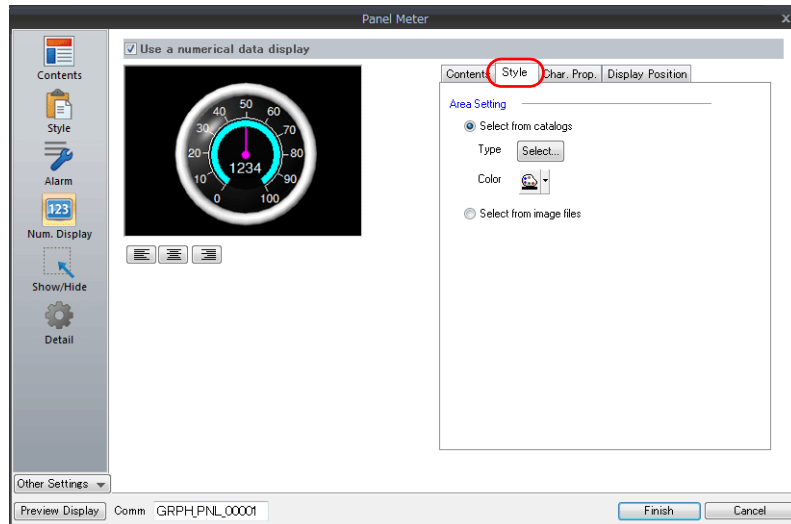 Panel Meter
x
Contents
Style
Alarm
123
Num. Display
Show/Hide
Detail
Other Settings
Use a numerical data display
50
40 60
30 70
20 80
1234
10 90
0 100
Contents Style Char. Prop. Display Position
Area Setting
Select from catalogs
Type Select...
Color
Select from image files
Preview Display Comm GRPH_PNL_00001 Finish Cancel